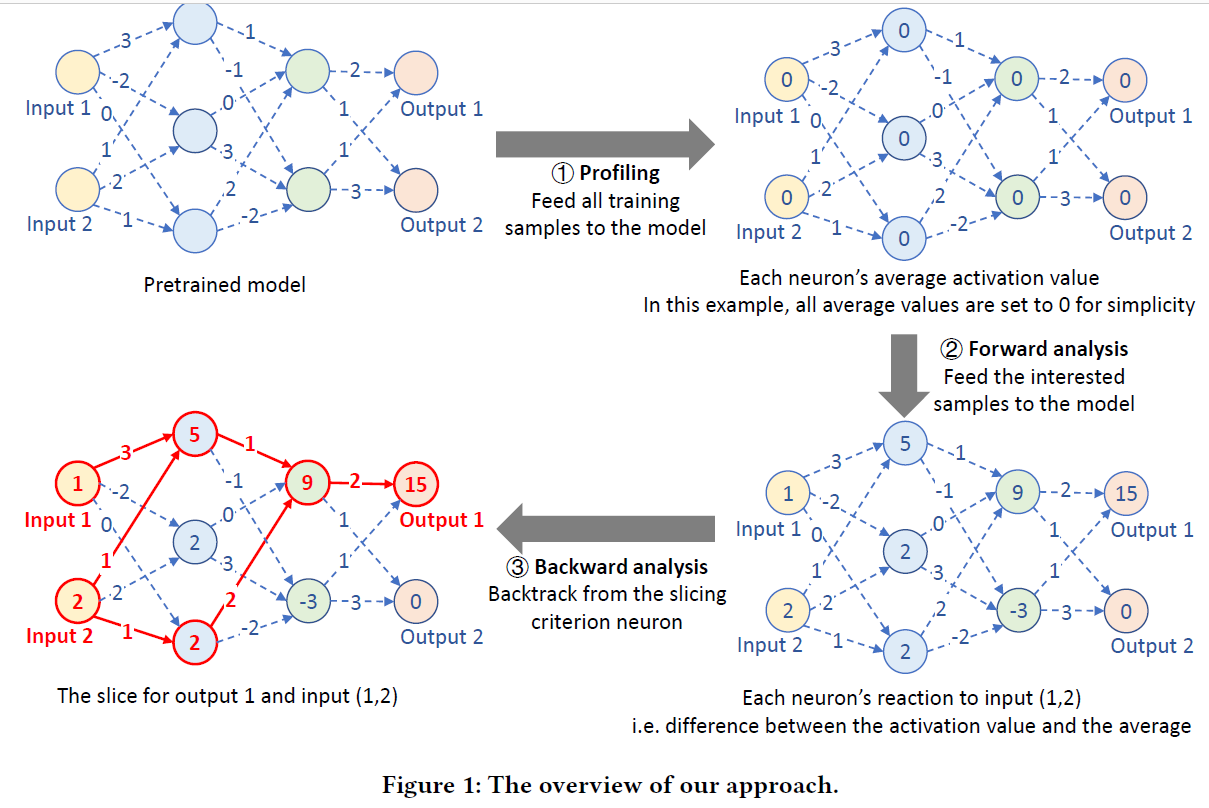 3
-2
Input 1
0
1
2
Input 2
1
1
-1
0
3
2
-2
2
1
1
3
Output 1
Output 2
Pretrained model
① Profiling
Feed all training
samples to the model
0
0
3
-2
Input 1
0
1
2
0
Input 2
1
0
0
0
1
-1
0
3
2
-2
0
0
2
1
1
3
0
Output 1
0
Output 2
Each neuron's average activation value
In this example, all average values are set to 0 for simplicity
② Forward analysis
Feed the interested
samples to the model
1
3
-2
Input 1
0
1
2
2
Input 2
1
5
2
2
1
-1
0
3
2
-2
9
-3
2
1
1
3
15
Output 1
0
Output 2
Each neuron's reaction to input (1,2)
i.e. difference between the activation value and the average
③ Backward analysis
Backtrack from the slicing
criterion neuron
1
3
-2
Input 1
0
1
2
2
Input 2
1
5
2
2
1
-1
0
3
2
-2
9
-3
2
1
1
3
15
Output 1
0
Output 2
The slice for output 1 and input (1,2)
Figure 1: The overview of our approach.